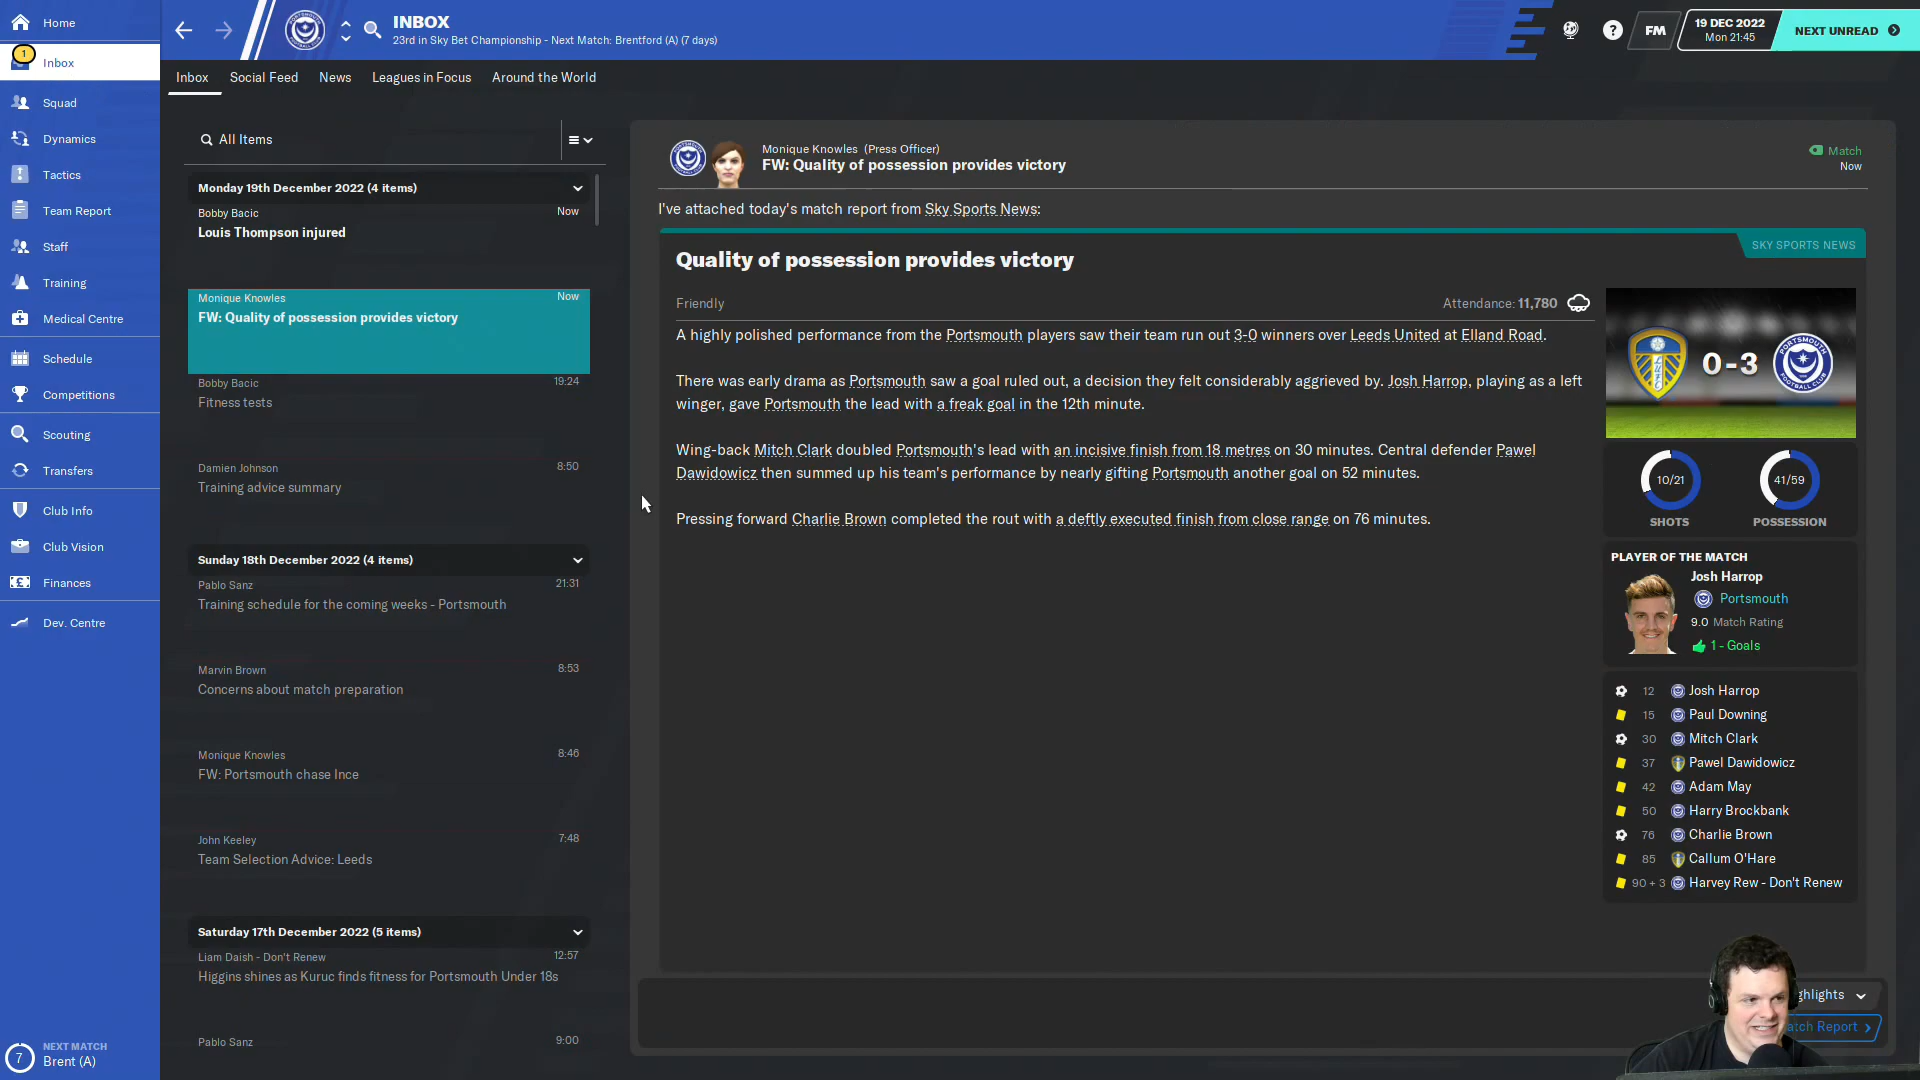 Home
1
Inbox
Squad
Dynamics
Tactics
Team Report
Staff
Training
Medical Centre
Schedule
Competitions
Scouting
Transfers
Club Info
Club Vision
Finances
Dev. Centre
7
NEXT MATCH
Brent (A)
INBOX
23rd in Sky Bet Championship - Next Match: Brentford (A) (7 days)
?
FM
19 DEC 2022
Mon 21:45
NEXT UNREAD
Inbox Social Feed News Leagues in Focus Around the World
All Items
Monday 19th December 2022 (4 items)
Bobby Bacic Now
Louis Thompson injured
Monique Knowles Now
FW: Quality of possession provides victory
Bobby Bacic 19:24
Fitness tests
Damien Johnson 8:50
Training advice summary
Sunday 18th December 2022 (4 items)
Pablo Sanz 21:31
Training schedule for the coming weeks - Portsmouth
Marvin Brown 8:53
Concerns about match preparation
Monique Knowles 8:46
FW: Portsmouth chase Ince
John Keeley 7:48
Team Selection Advice: Leeds
Saturday 17th December 2022 (5 items)
Liam Daish - Don't Renew 12:57
Higgins shines as Kuruc finds fitness for Portsmouth Under 18s
Pablo Sanz 9:00
Monique Knowles (Press Officer)
FW: Quality of possession provides victory
Match
Now
I've attached today's match report from Sky Sports News:
SKY SPORTS NEWS
Quality of possession provides victory
Friendly Attendance: 11,780
A highly polished performance from the Portsmouth players saw their team run out 3-0 winners over Leeds United at Elland Road.
There was early drama as Portsmouth saw a goal ruled out, a decision they felt considerably aggrieved by. Josh Harrop, playing as a left
winger, gave Portsmouth the lead with a freak goal in the 12th minute.
Wing-back Mitch Clark doubled Portsmouth's lead with an incisive finish from 18 metres on 30 minutes. Central defender Pawel
Dawidowicz then summed up his team's performance by nearly gifting Portsmouth another goal on 52 minutes.
Pressing forward Charlie Brown completed the rout with a deftly executed finish from close range on 76 minutes.
0-3
10/21 41/59
SHOTS POSSESSION
PLAYER OF THE MATCH
Josh Harrop
Portsmouth
9.0 Match Rating
1 - Goals
12 Josh Harrop
15 Paul Downing
30 Mitch Clark
37 Pawel Dawidowicz
42 Adam May
50 Harry Brockbank
76 Charlie Brown
85 Callum O'Hare
90 + 3 Harvey Rew - Don't Renew
ghlights
atch Report